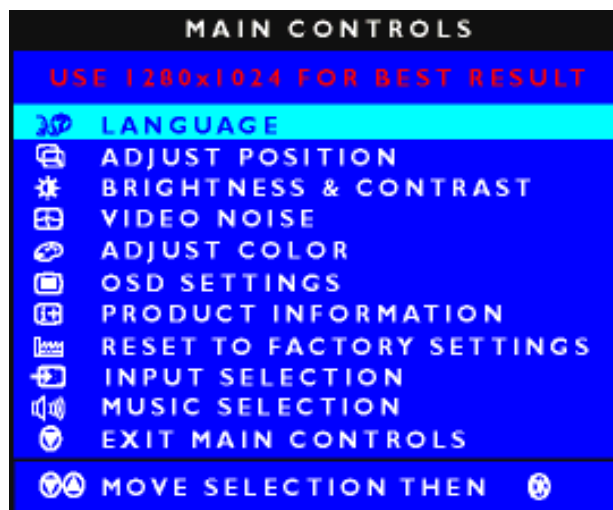 MAIN CONTROLS
USE 1280x1024 FOR BEST RESULT
LANGUAGE
ADJUST POSITION
BRIGHTNESS & CONTRAST
VIDEO NOISE
ADJUST COLOR
OSD SETTINGS
PRODUCT INFORMATION
RESET TO FACTORY SETTINGS
INPUT SELECTION
MUSIC SELECTION
EXIT MAIN CONTROLS
MOVE SELECTION THEN